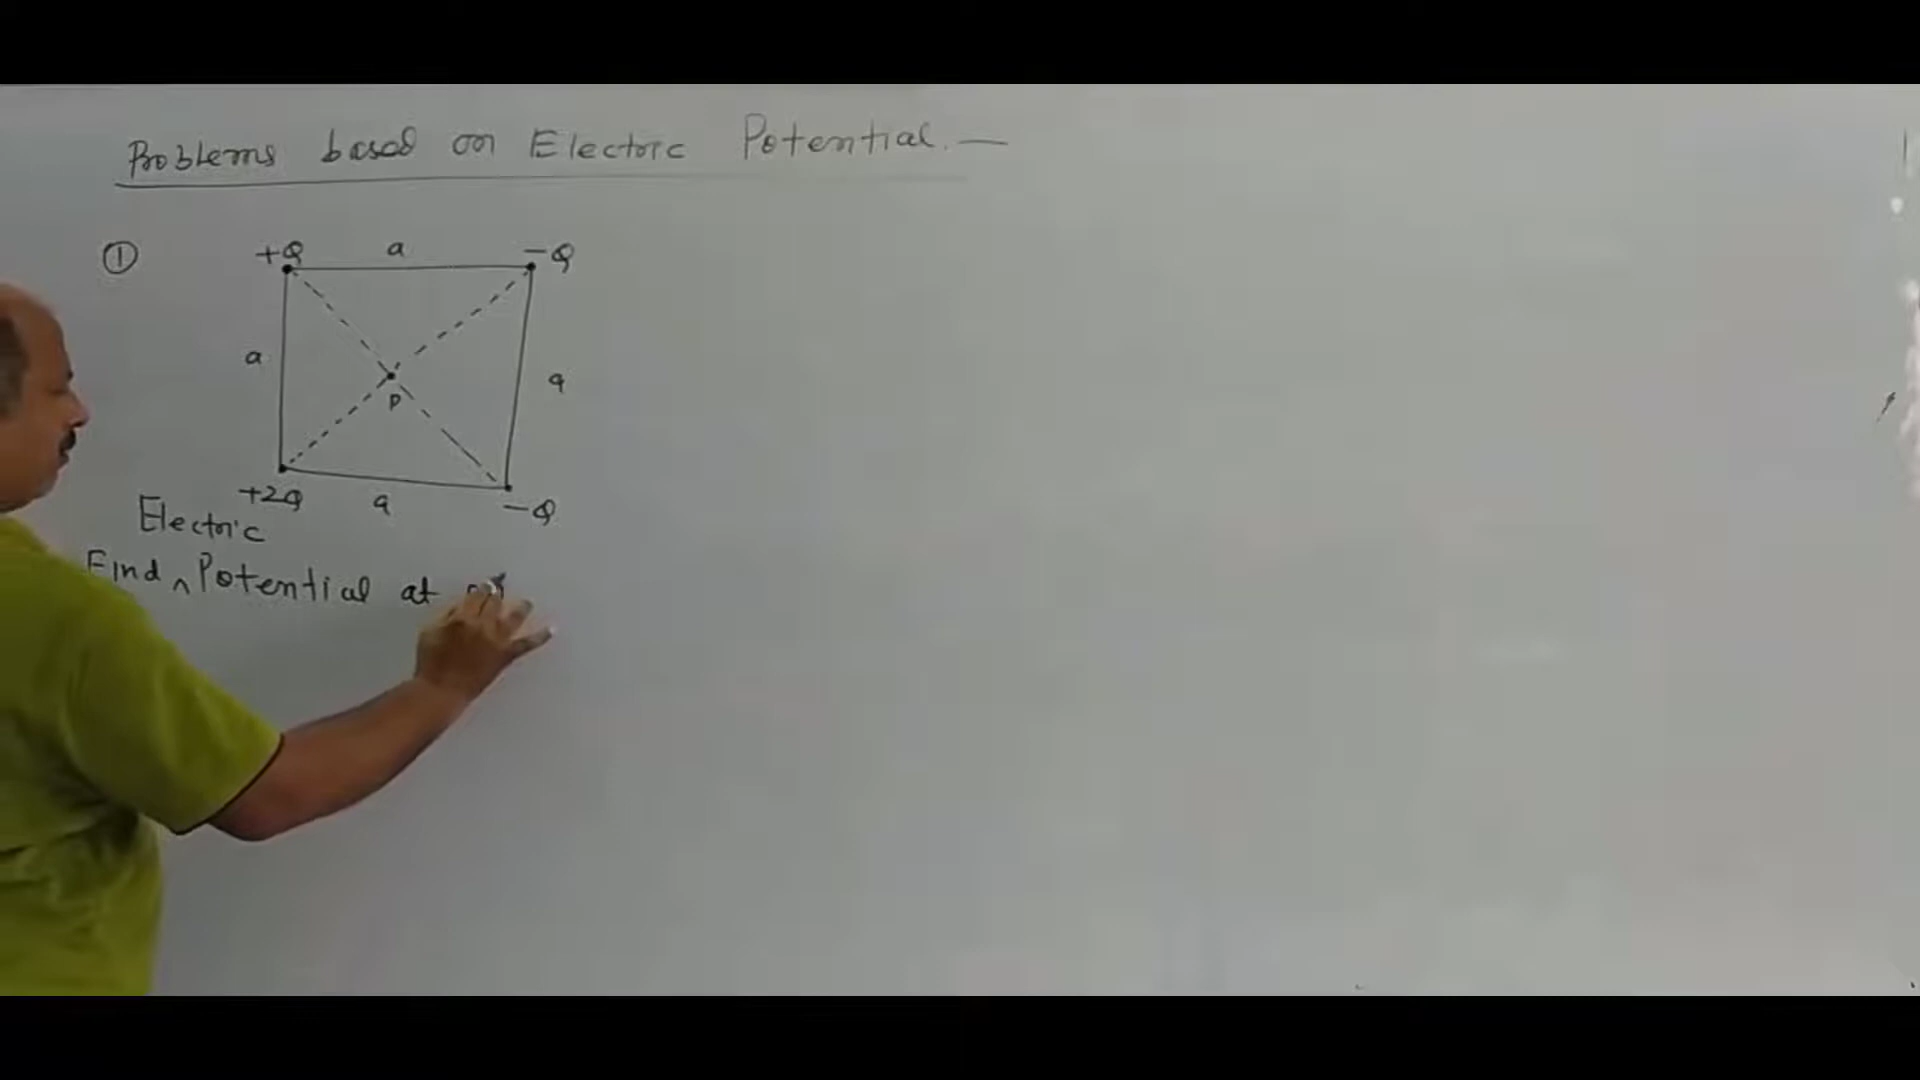 Problems based on Electric Potential. —
①
+Q a -Q
a a
P
+2Q a -Q
Electric
Find ^ Potential at